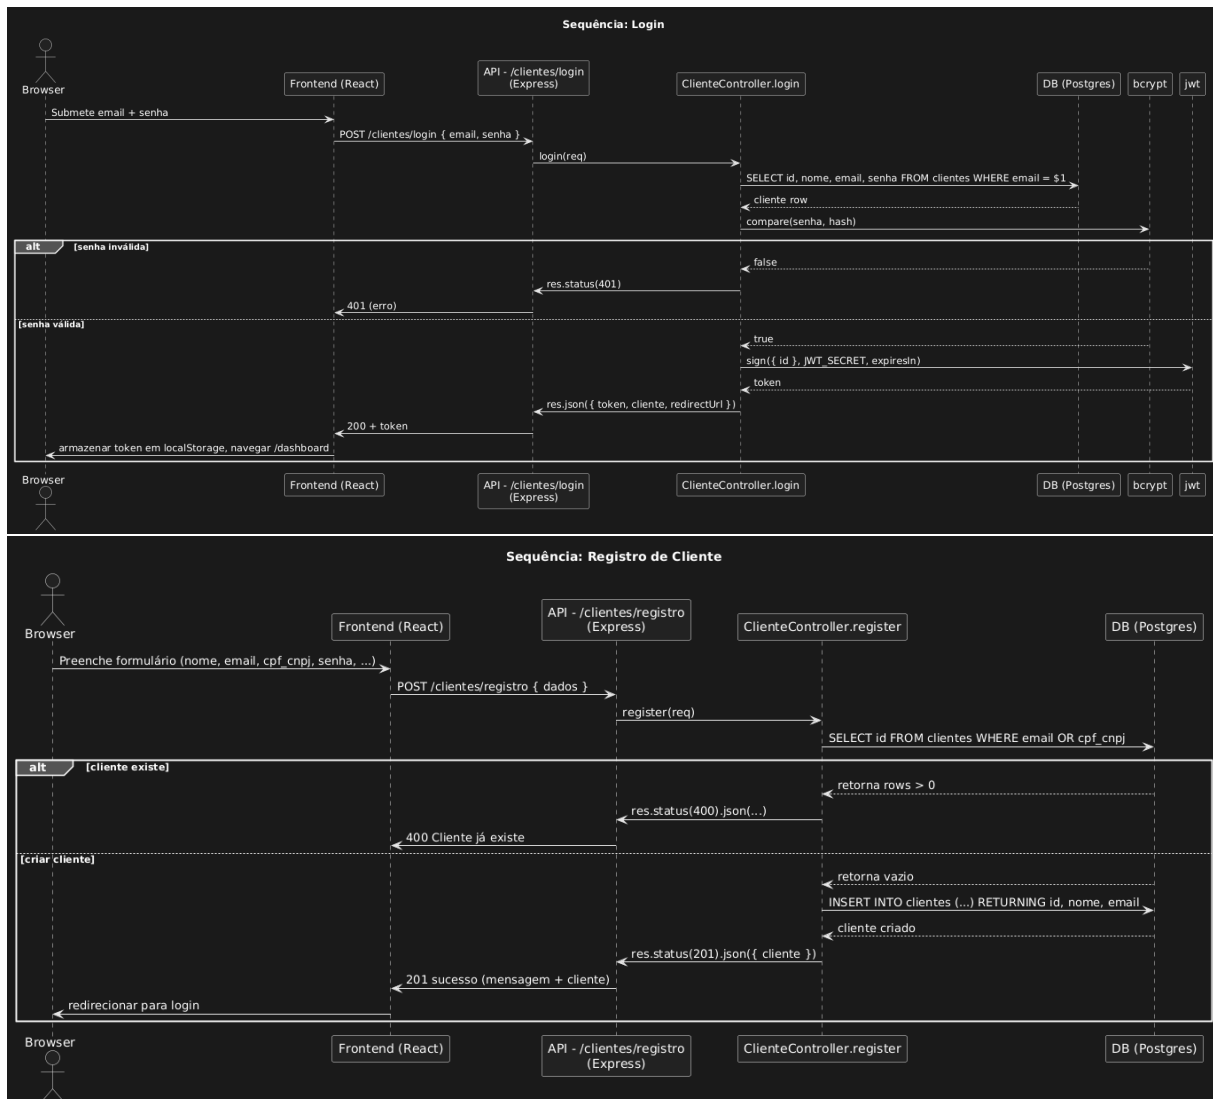 Sequência: Login
Browser
Frontend (React)
API - /clientes/login
(Express)
ClienteController.login
DB (Postgres)
bcrypt
jwt
Submete email + senha
POST /clientes/login { email, senha }
login(req)
SELECT id, nome, email, senha FROM clientes WHERE email = $1
cliente row
compare(senha, hash)
alt
[senha inválida]
false
res.status(401)
401 (erro)
[senha válida]
true
sign({ id }, JWT_SECRET, expiresIn)
token
res.json({ token, cliente, redirectUrl })
200 + token
armazenar token em localStorage, navegar /dashboard
Browser
Frontend (React)
API - /clientes/login
(Express)
ClienteController.login
DB (Postgres)
bcrypt
jwt
Sequência: Registro de Cliente
Browser
Frontend (React)
API - /clientes/registro
(Express)
ClienteController.register
DB (Postgres)
Preenche formulário (nome, email, cpf_cnpj, senha, ...)
POST /clientes/registro { dados }
register(req)
SELECT id FROM clientes WHERE email OR cpf_cnpj
alt
[cliente existe]
retorna rows > 0
res.status(400).json(...)
400 Cliente já existe
[criar cliente]
retorna vazio
INSERT INTO clientes (...) RETURNING id, nome, email
cliente criado
res.status(201).json({ cliente })
201 sucesso (mensagem + cliente)
redirecionar para login
Browser
Frontend (React)
API - /clientes/registro
(Express)
ClienteController.register
DB (Postgres)